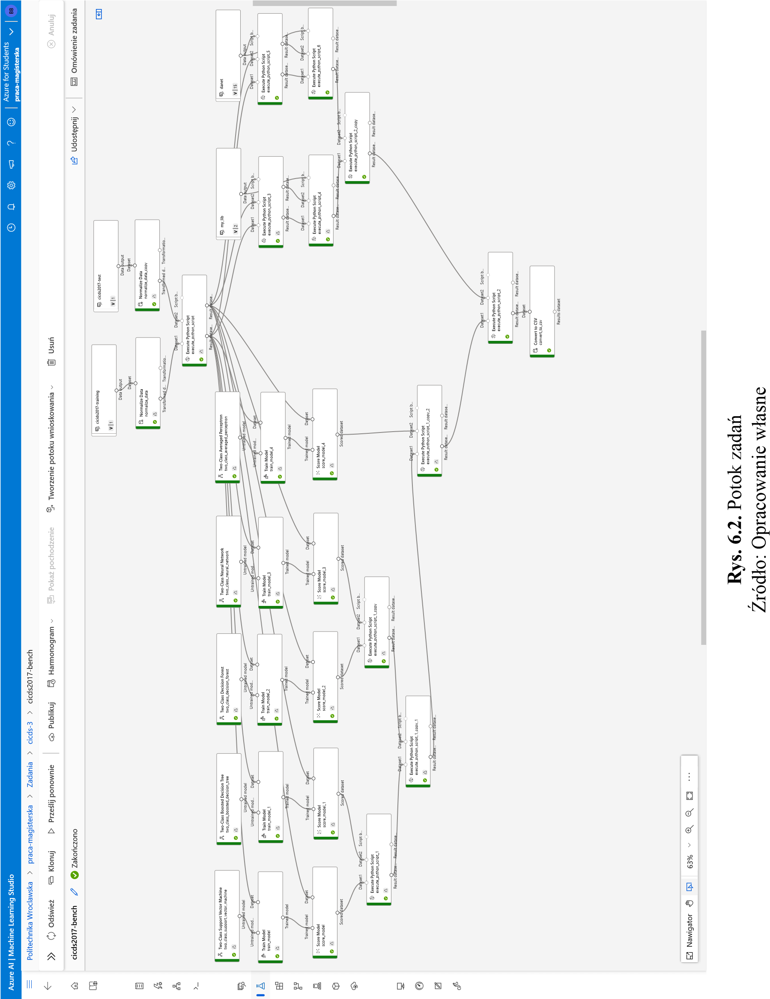 Azure AI | Machine Learning Studio
Azure for Students
praca-magisterska
BB
Politechnika Wroclawska > praca-magisterska > Zadania > cicds-3 > cicds2017-bench
Odśwież
Klonuj
Prześlij ponownie
Publikuj
Harmonogram
Pokaż pochodzenie
Tworzenie potoku wnioskowania
Usuń
Anuluj
cicds2017-bench
Zakończono
Udostępnij
Omówienie zadania
cicids2017-training
V | 1
Data output
cicds2017-test
V | 1
Data output
Dataset
Normalize Data
normalize_data
Transformed d...
Transformatio...
Dataset
Normalize Data
normalize_data_copy
Transformed d...
Transformatio...
Dataset1
Dataset2
Script b...
Execute Python Script
execute_python_script
Result datase...
Result datase...
Two-Class Support Vector Machine
two_class_support_vector_machine
Untrained model
Two-Class Boosted Decision Tree
two_class_boosted_decision_tree
Untrained model
Two-Class Decision Forest
two_class_decision_forest
Untrained model
Two-Class Neural Network
two_class_neural_network
Untrained model
Two-Class Averaged Perceptron
two_class_averaged_perceptron
Untrained model
my_lib
V | 2
Data output
danet
V | 15
Data output
Untrained mod...
Dataset
Train Model
train_model
Trained model
Untrained mod...
Dataset
Train Model
train_model_1
Trained model
Untrained mod...
Dataset
Train Model
train_model_2
Trained model
Untrained mod...
Dataset
Train Model
train_model_3
Trained model
Untrained mod...
Dataset
Train Model
train_model_4
Trained model
Dataset1
Dataset2
Script b...
Execute Python Script
execute_python_script_3
Result datase...
Result datase...
Dataset1
Dataset2
Script b...
Execute Python Script
execute_python_script_5
Result datase...
Result datase...
Trained model
Dataset
Score Model
score_model
Scored dataset
Trained model
Dataset
Score Model
score_model_1
Scored dataset
Trained model
Dataset
Score Model
score_model_2
Scored dataset
Trained model
Dataset
Score Model
score_model_3
Scored dataset
Trained model
Dataset
Score Model
score_model_4
Scored dataset
Dataset1
Dataset2
Script b...
Execute Python Script
execute_python_script_4
Result datase...
Result datase...
Dataset1
Dataset2
Script b...
Execute Python Script
execute_python_script_6
Result datase...
Result datase...
Dataset1
Dataset2
Script b...
Execute Python Script
execute_python_script_2_copy
Result datase...
Result datase...
Dataset1
Dataset2
Script b...
Execute Python Script
execute_python_script_1
Result datase...
Result datase...
Dataset1
Dataset2
Script b...
Execute Python Script
execute_python_script_1_copy
Result datase...
Result datase...
Dataset1
Dataset2
Script b...
Execute Python Script
execute_python_script_1_copy_1
Result datase...
Result datase...
Dataset1
Dataset2
Script b...
Execute Python Script
execute_python_script_1_copy_2
Result datase...
Result datase...
Dataset1
Dataset2
Script b...
Execute Python Script
execute_python_script_2
Result datase...
Result datase...
Dataset
Convert to CSV
convert_to_csv
Results dataset
Nawigator
63%
Rys. 6.2. Potok zadań
Źródło: Opracowanie własne